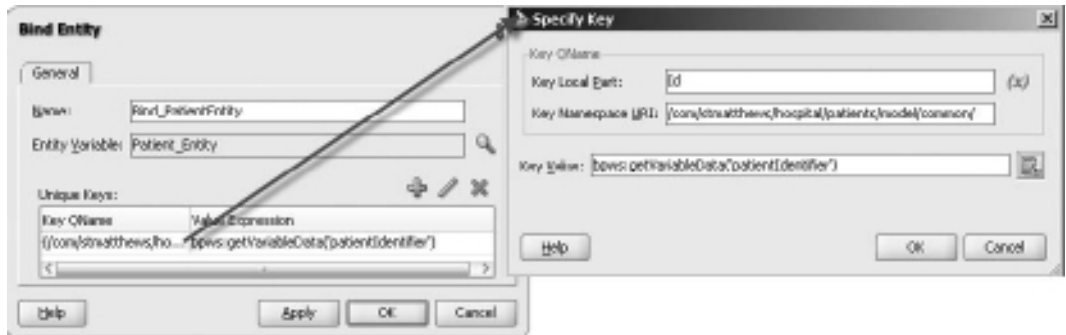 Bind Entity
General
Name: Bind_PatientEntity
Entity Variable: Patient_Entity
Unique Keys:
Key QName Value Expression
{/com/stmatthews/ho... bpws:getVariableData('patientIdentifier')
Help Apply OK Cancel
Specify Key
Key QName
Key Local Part: Id (x)
Key Namespace URI: /com/stmatthews/hospital/patients/model/common/
Key Value: bpws:getVariableData('patientIdentifier')
Help OK Cancel